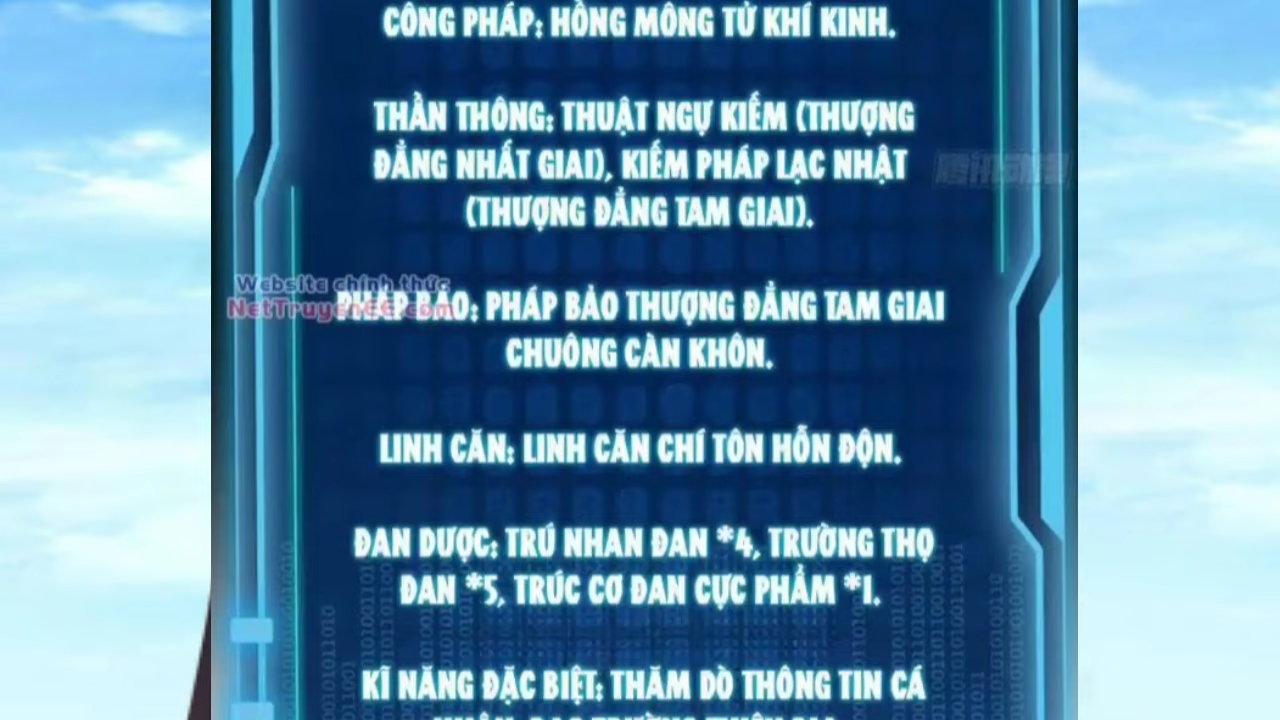 CÔNG PHÁP: HỒNG MÔNG TỬ KHÍ KINH.
THẦN THÔNG: THUẬT NGỰ KIẾM (THƯỢNG
ĐẲNG NHẤT GIAI), KIẾM PHÁP LẠC NHẬT
(THƯỢNG ĐẲNG TAM GIAI).
Website chính thức
NetTruyenEE.com
PHÁP BẢO: PHÁP BẢO THƯỢNG ĐẲNG TAM GIAI
CHUÔNG CÀN KHÔN.
LINH CĂN: LINH CĂN CHÍ TÔN HỖN ĐỘN.
ĐAN DƯỢC: TRÚ NHAN ĐAN *4, TRƯỜNG THỌ
ĐAN *5, TRÚC CƠ ĐAN CỰC PHẨM *1.
KĨ NĂNG ĐẶC BIỆT: THĂM DÒ THÔNG TIN CÁ